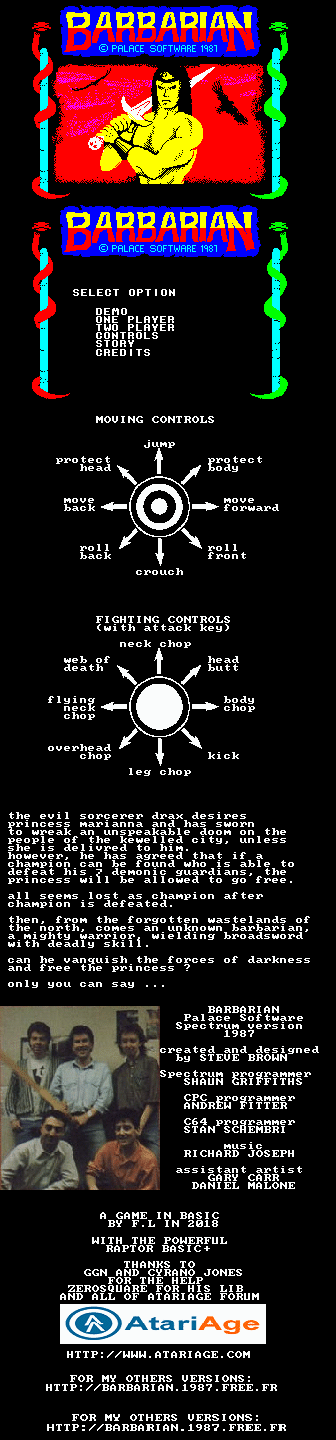 BARBARIAN
© PALACE SOFTWARE 1987
BARBARIAN
© PALACE SOFTWARE 1987
SELECT OPTION
DEMO
ONE PLAYER
TWO PLAYER
CONTROLS
STORY
CREDITS
MOVING CONTROLS
jump
protect head
protect body
move back
move forward
roll back
roll front
crouch
FIGHTING CONTROLS
(with attack key)
neck chop
web of death
head butt
flying neck chop
body chop
overhead chop
kick
leg chop
the evil sorcerer drax desires
princess marianna and has sworn
to wreak an unspeakable doom on the
people of the kewelled city, unless
she is delivred to him.
however, he has agreed that if a
champion can be found who is able to
defeat his 7 demonic guardians, the
princess will be allowed to go free.
all seems lost as champion after
champion is defeated.
then, from the forgotten wastelands of
the north, comes an unknown barbarian,
a mighty warrior, wielding broadsword
with deadly skill.
can he vanquish the forces of darkness
and free the princess ?
only you can say ...
BARBARIAN
Palace Software
Spectrum version
1987
created and designed
by STEVE BROWN
Spectrum programmer
SHAUN GRIFFITHS
CPC programmer
ANDREW FITTER
C64 programmer
STAN SCHEMBRI
music
RICHARD JOSEPH
assistant artist
GARY CARR
DANIEL MALONE
A GAME IN BASIC
BY F.L IN 2018
WITH THE POWERFUL
RAPTOR BASIC+
THANKS TO
GGN AND CYRANO JONES
FOR THE HELP
ZEROSQUARE FOR HIS LIB
AND ALL OF ATARIAGE FORUM
AtariAge
HTTP://WWW.ATARIAGE.COM
FOR MY OTHERS VERSIONS:
HTTP://BARBARIAN.1987.FREE.FR
FOR MY OTHERS VERSIONS:
HTTP://BARBARIAN.1987.FREE.FR